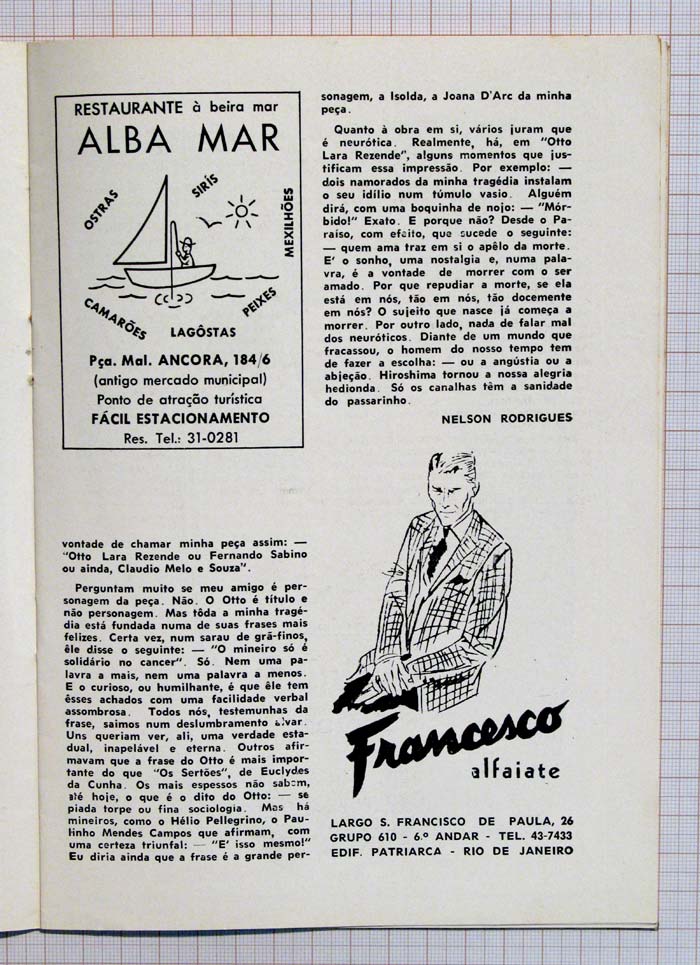 RESTAURANTE à beira mar
ALBA MAR
OSTRAS
SIRÍS
MEXILHÕES
CAMARÕES
LAGÔSTAS
PEIXES
Pça. Mal. ANCORA, 184/6
(antigo mercado municipal)
Ponto de atração turística
FÁCIL ESTACIONAMENTO
Res. Tel.: 31-0281
vontade de chamar minha peça assim: —
"Otto Lara Rezende ou Fernando Sabino
ou ainda, Claudio Melo e Souza".
Perguntam muito se meu amigo é per-
sonagem da peça. Não. O Otto é título e
não personagem. Mas tôda a minha tragé-
dia está fundada numa de suas frases mais
felizes. Certa vez, num sarau de grã-finos,
êle disse o seguinte: — "O mineiro só é
solidário no cancer". Só. Nem uma pa-
lavra a mais, nem uma palavra a menos.
E o curioso, ou humilhante, é que êle tem
êsses achados com uma facilidade verbal
assombrosa. Todos nós, testemunhas da
frase, saimos num deslumbramento alvar.
Uns queriam ver, ali, uma verdade esta-
dual, inapelável e eterna. Outros afir-
mavam que a frase do Otto é mais impor-
tante do que "Os Sertões", de Euclydes
da Cunha. Os mais espessos não sabem,
até hoje, o que é o dito do Otto: — se
piada torpe ou fina sociologia. Mas há
mineiros, como o Hélio Pellegrino, o Pau-
linho Mendes Campos que afirmam, com
uma certeza triunfal: — "E' isso mesmo!"
Eu diria ainda que a frase é a grande per-
sonagem, a Isolda, a Joana D'Arc da minha
peça.
Quanto à obra em si, vários juram que
é neurótica. Realmente, há, em "Otto
Lara Rezende", alguns momentos que jus-
tificam essa impressão. Por exemplo: —
dois namorados da minha tragédia instalam
o seu idílio num túmulo vasio. Alguém
dirá, com uma boquinha de nojo: — "Mór-
bido!" Exato. E porque não? Desde o Pa-
raíso, com efeito, que sucede o seguinte:
— quem ama traz em si o apêlo da morte.
E' o sonho, uma nostalgia e, numa pala-
vra, é a vontade de morrer com o ser
amado. Por que repudiar a morte, se ela
está em nós, tão em nós, tão docemente
em nós? O sujeito que nasce já começa a
morrer. Por outro lado, nada de falar mal
dos neuróticos. Diante de um mundo que
fracassou, o homem do nosso tempo tem
de fazer a escolha: — ou a angústia ou a
abjeção. Hiroshima tornou a nossa alegria
hedionda. Só os canalhas têm a sanidade
do passarinho.
NELSON RODRIGUES
Francesco
alfaiate
LARGO S. FRANCISCO DE PAULA, 26
GRUPO 610 - 6.º ANDAR - TEL. 43-7433
EDIF. PATRIARCA - RIO DE JANEIRO